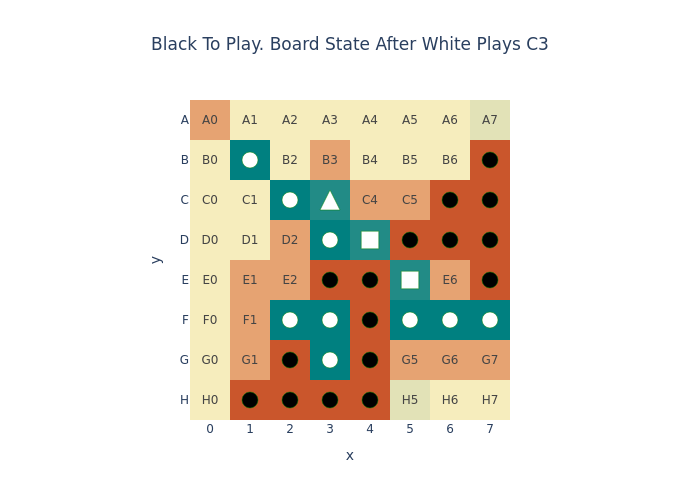 Black To Play. Board State After White Plays C3
A A0 A1 A2 A3 A4 A5 A6 A7
B B0 B2 B3 B4 B5 B6
C C0 C1 C4 C5
D D0 D1 D2
y
E E0 E1 E2 E6
F F0 F1
G G0 G1 G5 G6 G7
H H0 H5 H6 H7
0 1 2 3 4 5 6 7
x